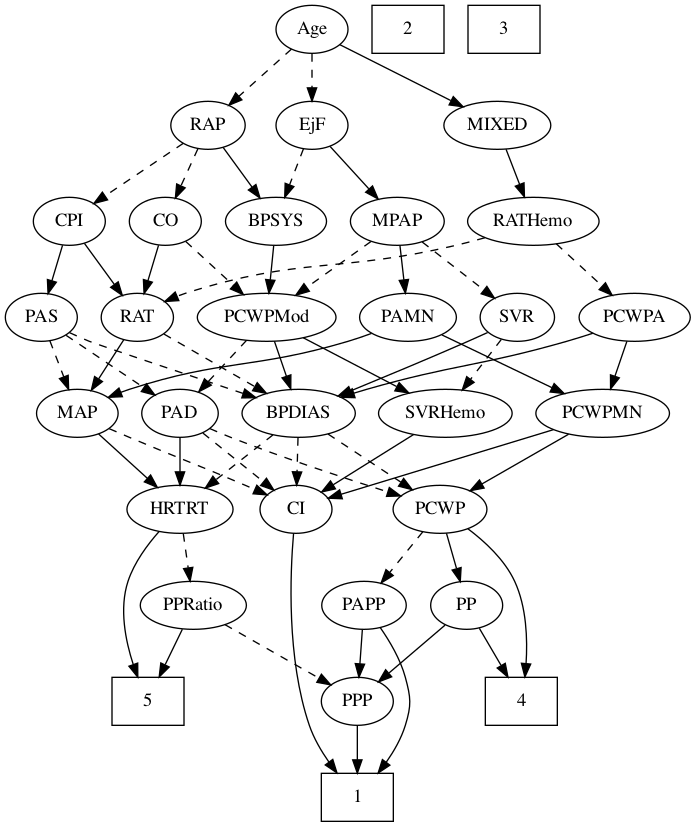 Age 2 3
RAP EjF MIXED
CPI CO BPSYS MPAP RATHemo
PAS RAT PCWPMod PAMN SVR PCWPA
MAP PAD BPDIAS SVRHemo PCWPMN
HRTRT CI PCWP
PPRatio PAPP PP
5 PPP 4
1